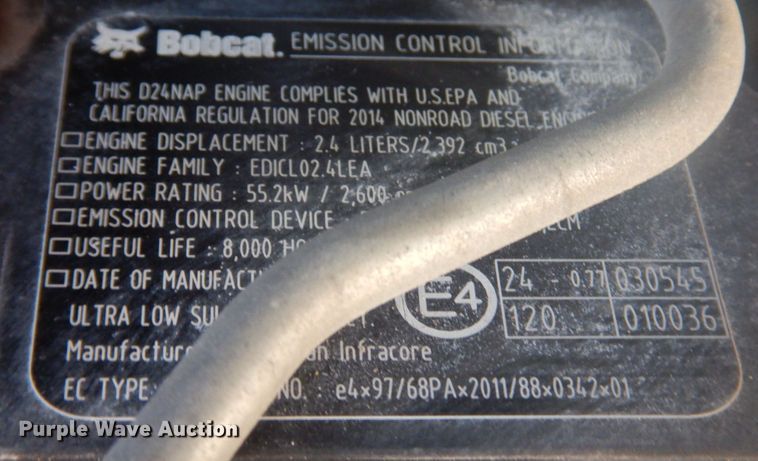 Bobcat. EMISSION CONTROL INFORMATION
Bobcat Company
THIS D24NAP ENGINE COMPLIES WITH U.S.EPA AND
CALIFORNIA REGULATION FOR 2014 NONROAD DIESEL
ENGINE DISPLACEMENT : 2.4 LITERS/2,392 cm3
ENGINE FAMILY : EDICL02.4LEA
POWER RATING : 55.2kW / 2,600
EMISSION CONTROL DEVICE
USEFUL LIFE : 8,000
DATE OF
E4 24 - 0.77 030545
ULTRA LOW
120 010036
Infracore
EC TYPE NO. : e4×97/68PA×2011/88×0342×01
Purple Wave Auction